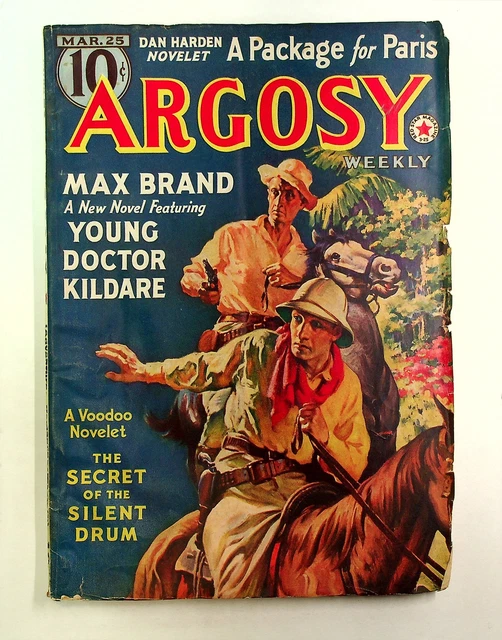 MAR. 25
10¢
DAN HARDEN
NOVELET
A Package for Paris
ARGOSY
WEEKLY
MAX BRAND
A New Novel Featuring
YOUNG
DOCTOR
KILDARE
A Voodoo
Novelet
THE
SECRET
OF THE
SILENT
DRUM